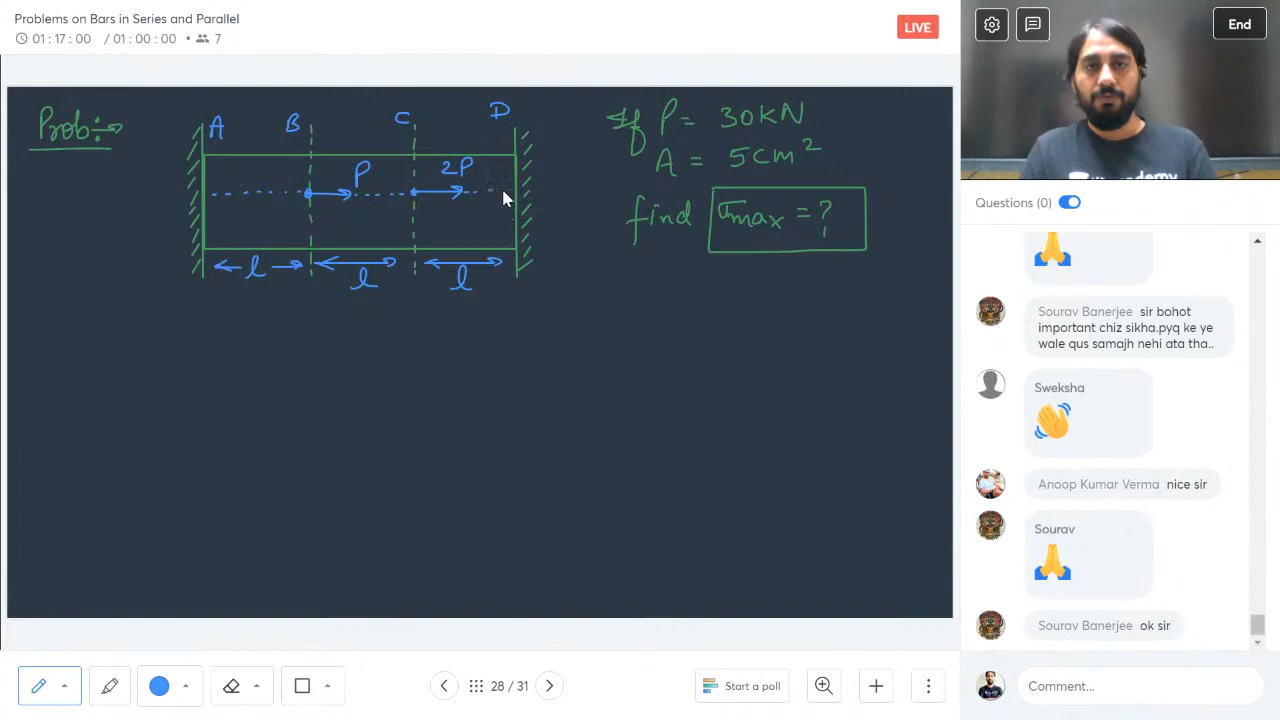 Problems on Bars in Series and Parallel
01 : 17 : 00 / 01 : 00 : 00 • 7
LIVE
End
Prob:→
A B C D
P 2P
l l l
If P = 30KN
A = 5cm²
find σmax = ?
Questions (0)
Sourav Banerjee sir bohot
important chiz sikha.pyq ke ye
wale qus samajh nehi ata tha..
Sweksha
Anoop Kumar Verma nice sir
Sourav
Sourav Banerjee ok sir
28 / 31
Start a poll
Comment...